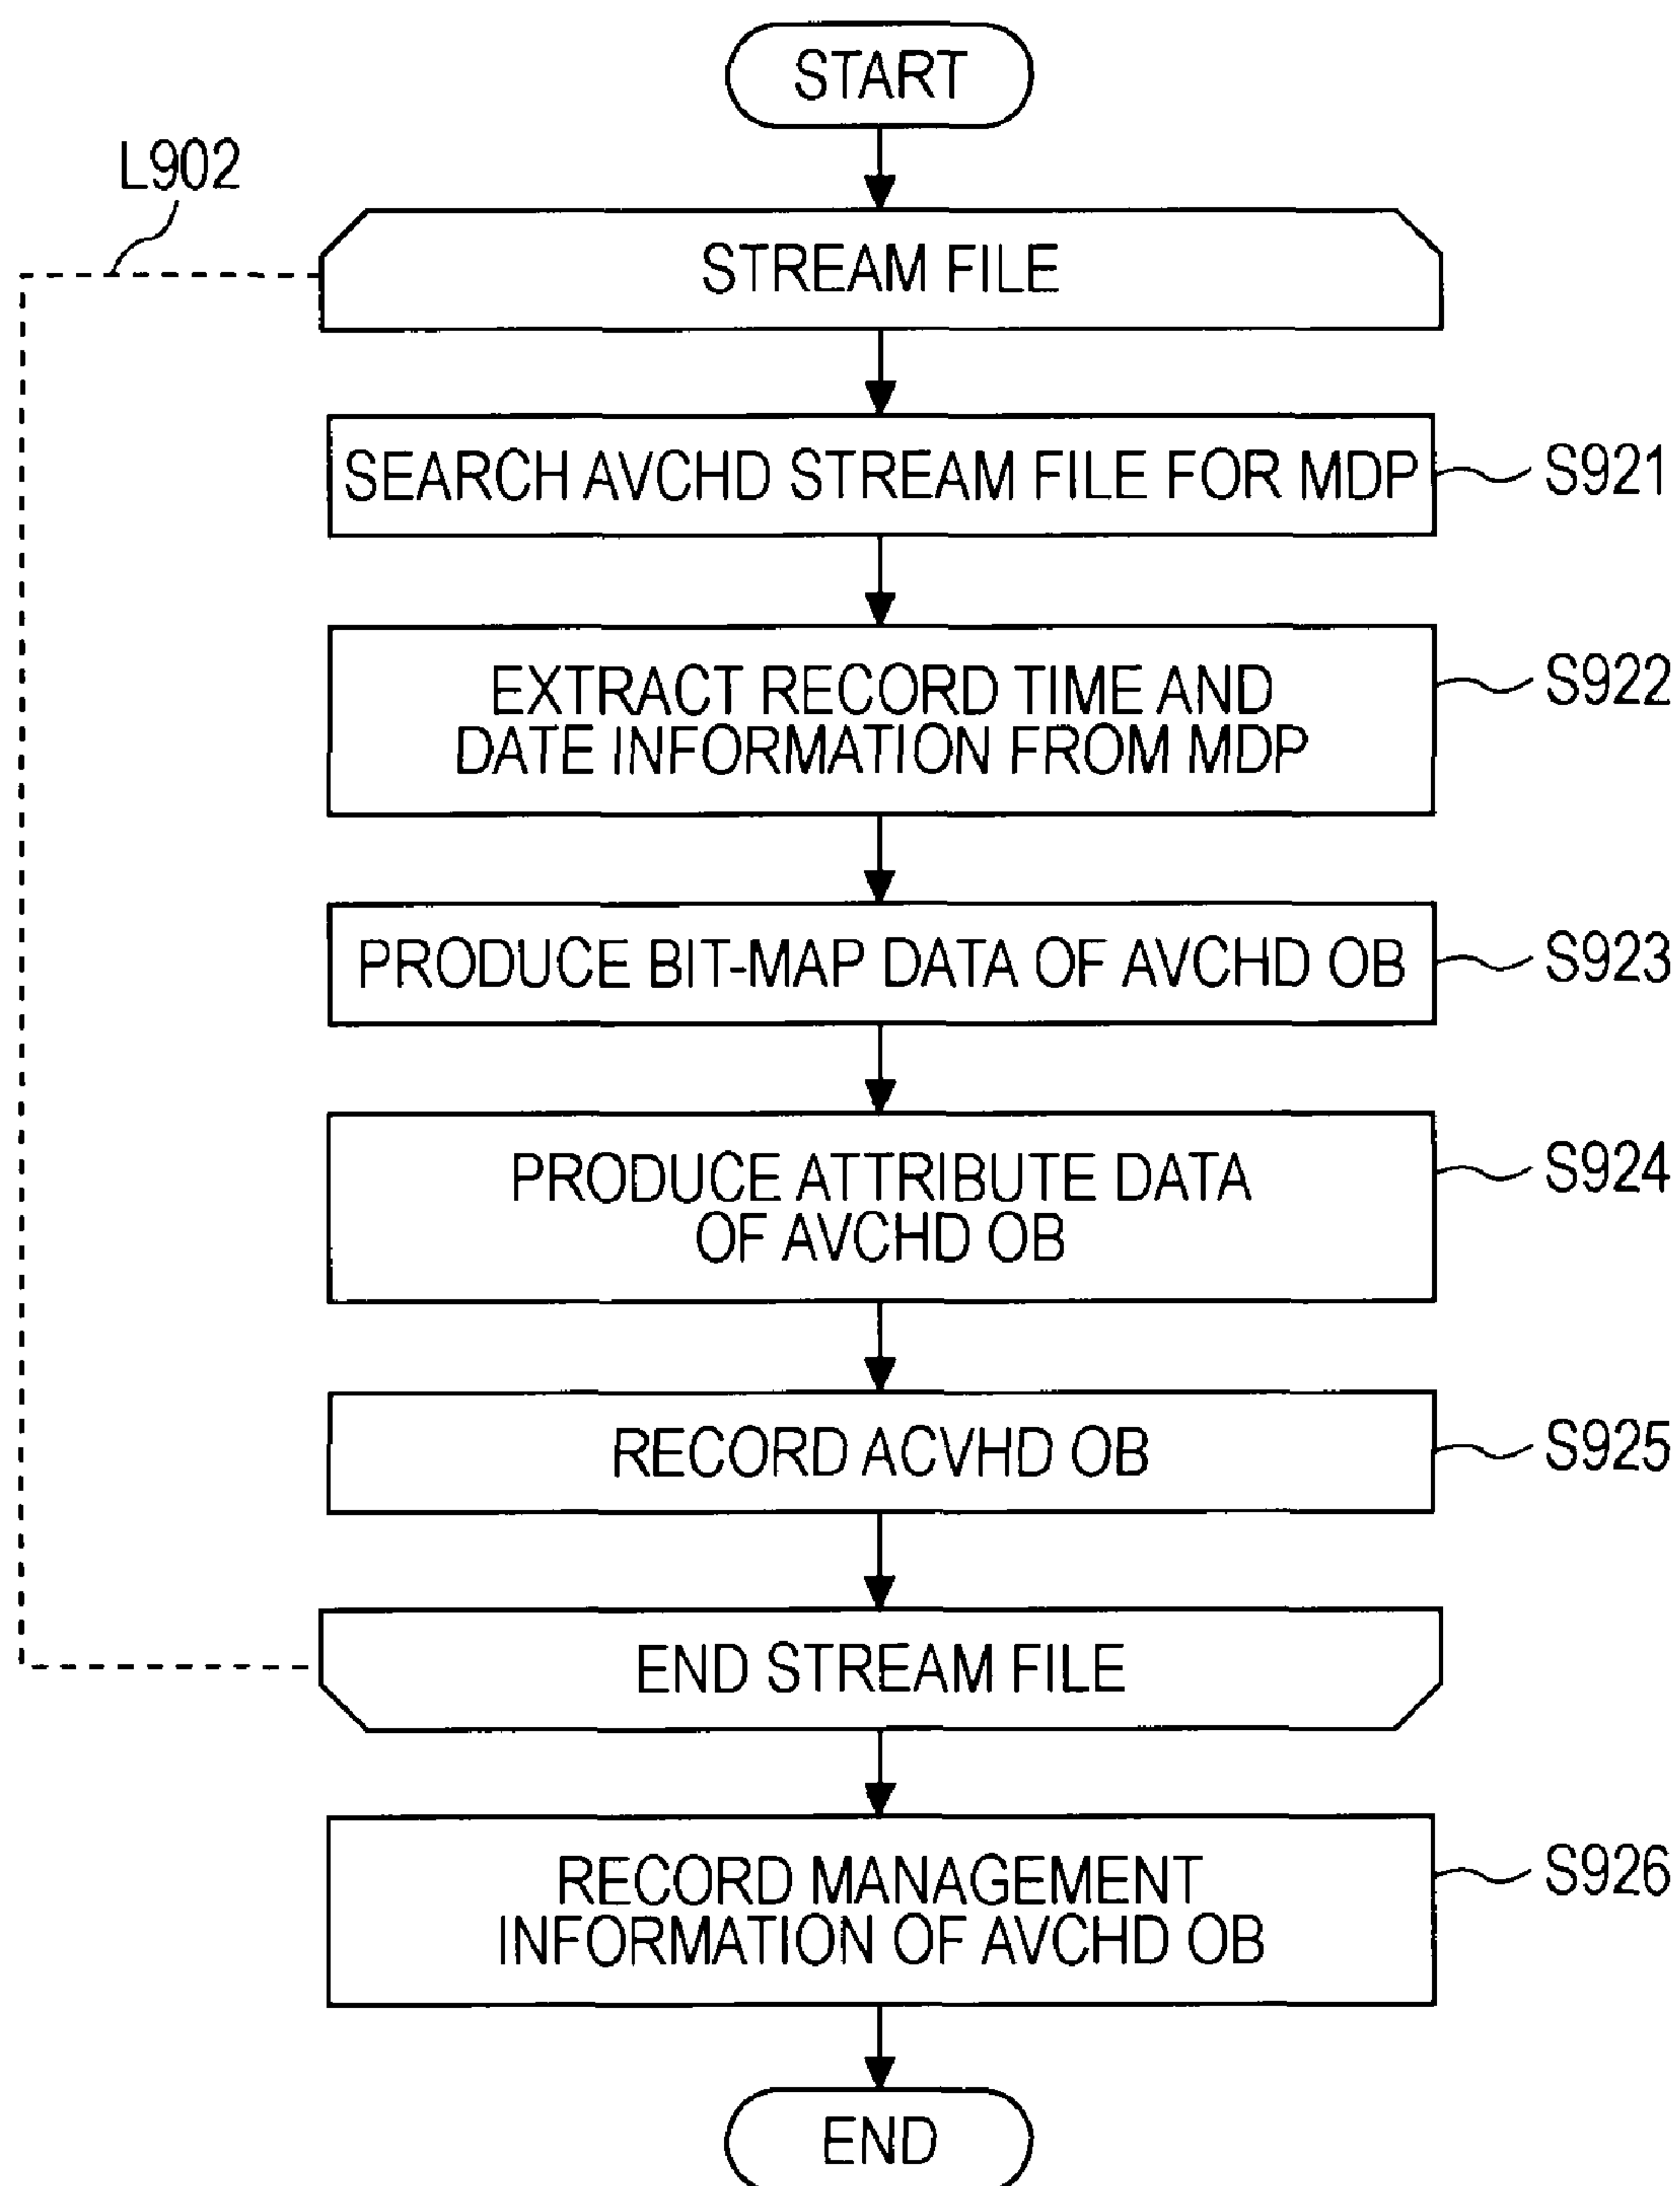 START
L902
STREAM FILE
SEARCH AVCHD STREAM FILE FOR MDP
S921
EXTRACT RECORD TIME AND
DATE INFORMATION FROM MDP
S922
PRODUCE BIT-MAP DATA OF AVCHD OB
S923
PRODUCE ATTRIBUTE DATA
OF AVCHD OB
S924
RECORD ACVHD OB
S925
END STREAM FILE
RECORD MANAGEMENT
INFORMATION OF AVCHD OB
S926
END